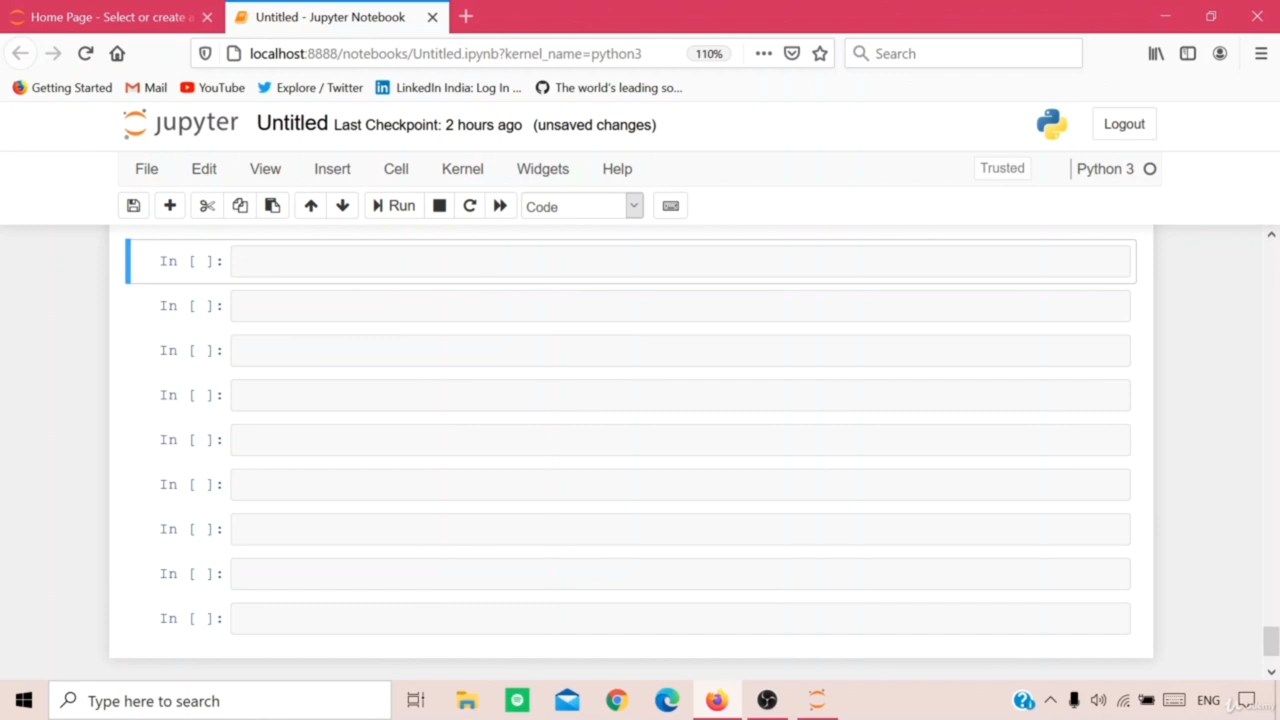 Home Page - Select or create a
Untitled - Jupyter Notebook
localhost:8888/notebooks/Untitled.ipynb?kernel_name=python3
110%
Search
Getting Started
Mail
YouTube
Explore / Twitter
LinkedIn India: Log In ...
The world's leading so...
jupyter
Untitled Last Checkpoint: 2 hours ago (unsaved changes)
Logout
File
Edit
View
Insert
Cell
Kernel
Widgets
Help
Trusted
Python 3
Run
Code
In [ ]:
In [ ]:
In [ ]:
In [ ]:
In [ ]:
In [ ]:
In [ ]:
In [ ]:
In [ ]:
Type here to search
ENG
Udemy